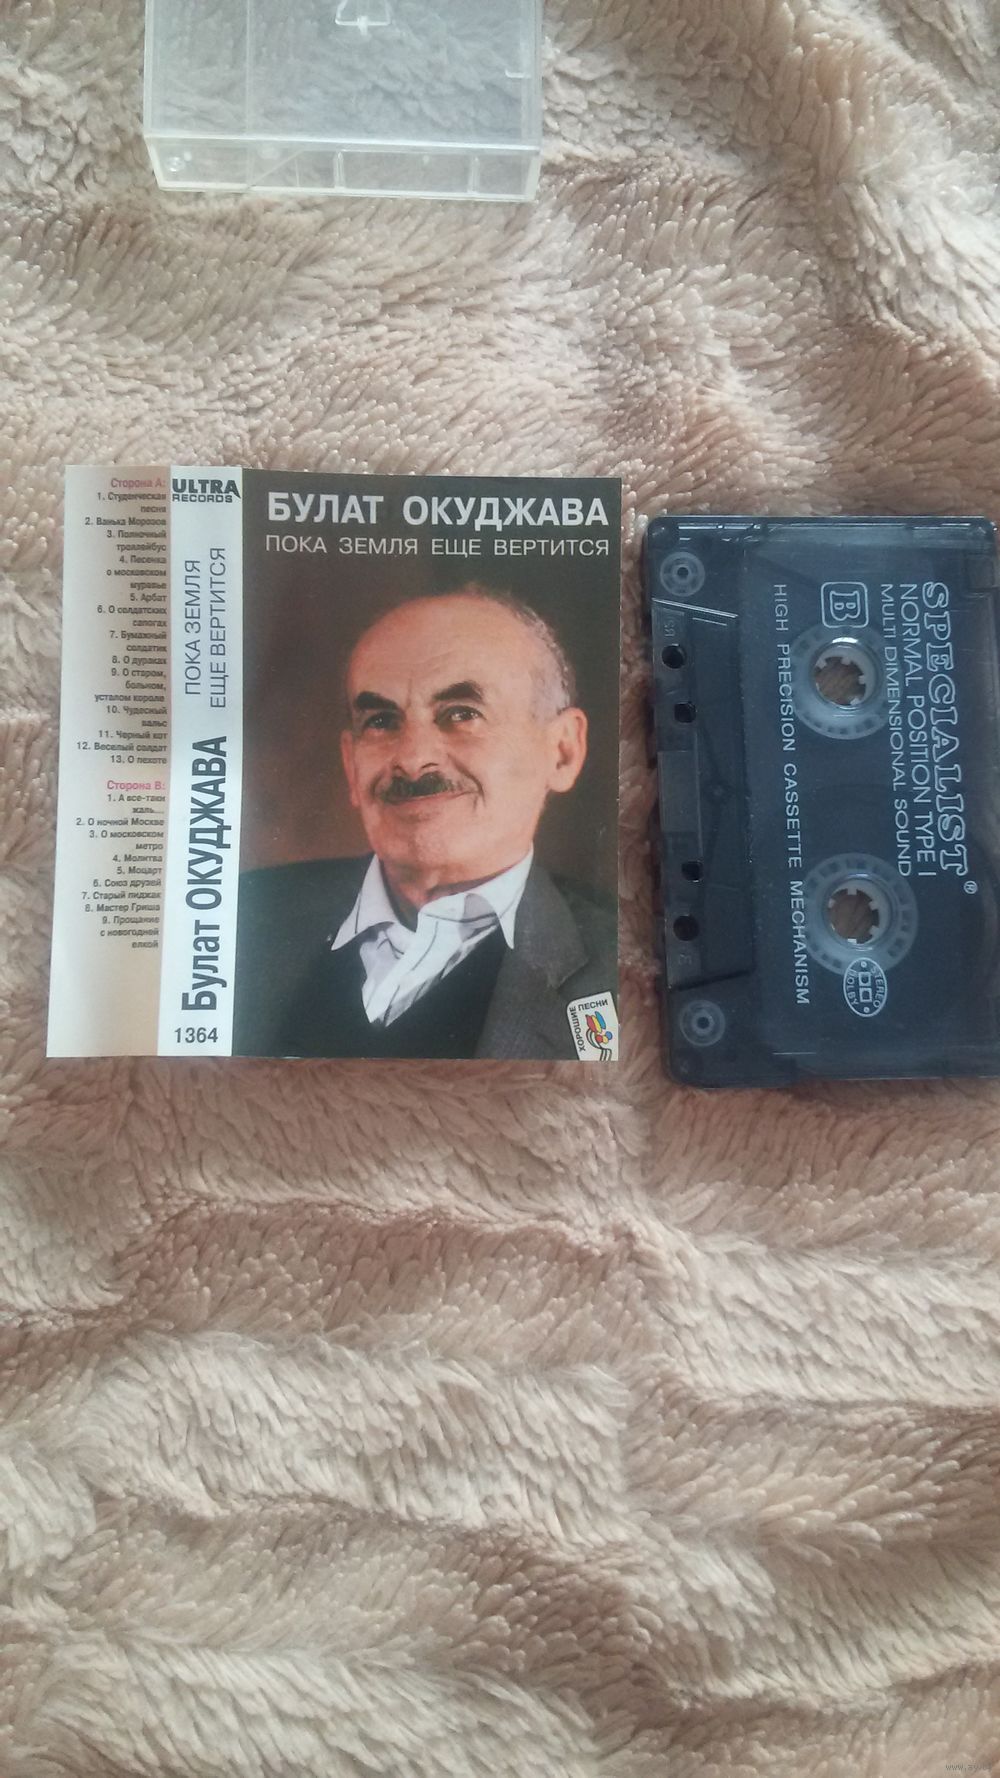 Сторона А:
1. Студенческая
песня
2. Ванька Морозов
3. Полночный
троллейбус
4. Песенка
о московском
муравье
5. Арбат
6. О солдатских
сапогах
7. Бумажный
солдатик
8. О дураках
9. О старом,
больном,
усталом короле
10. Чудесный
вальс
11. Черный кот
12. Веселый солдат
13. О пехоте
Сторона В:
1. А все-таки
жаль...
2. О ночной Москве
3. О московском
метро
4. Молитва
5. Моцарт
6. Союз друзей
7. Старый пиджак
8. Мастер Гриша
9. Прощание
с новогодней
елкой
ULTRA
RECORDS
Булат ОКУДЖАВА
ПОКА ЗЕМЛЯ
ЕЩЕ ВЕРТИТСЯ
1364
БУЛАТ ОКУДЖАВА
ПОКА ЗЕМЛЯ ЕЩЕ ВЕРТИТСЯ
ХОРОШИЕ ПЕСНИ
SPECIALIST®
NORMAL POSITION TYPE I
MULTI DIMENSIONAL SOUND
B
HIGH PRECISION CASSETTE MECHANISM
STEREO
DOLBY